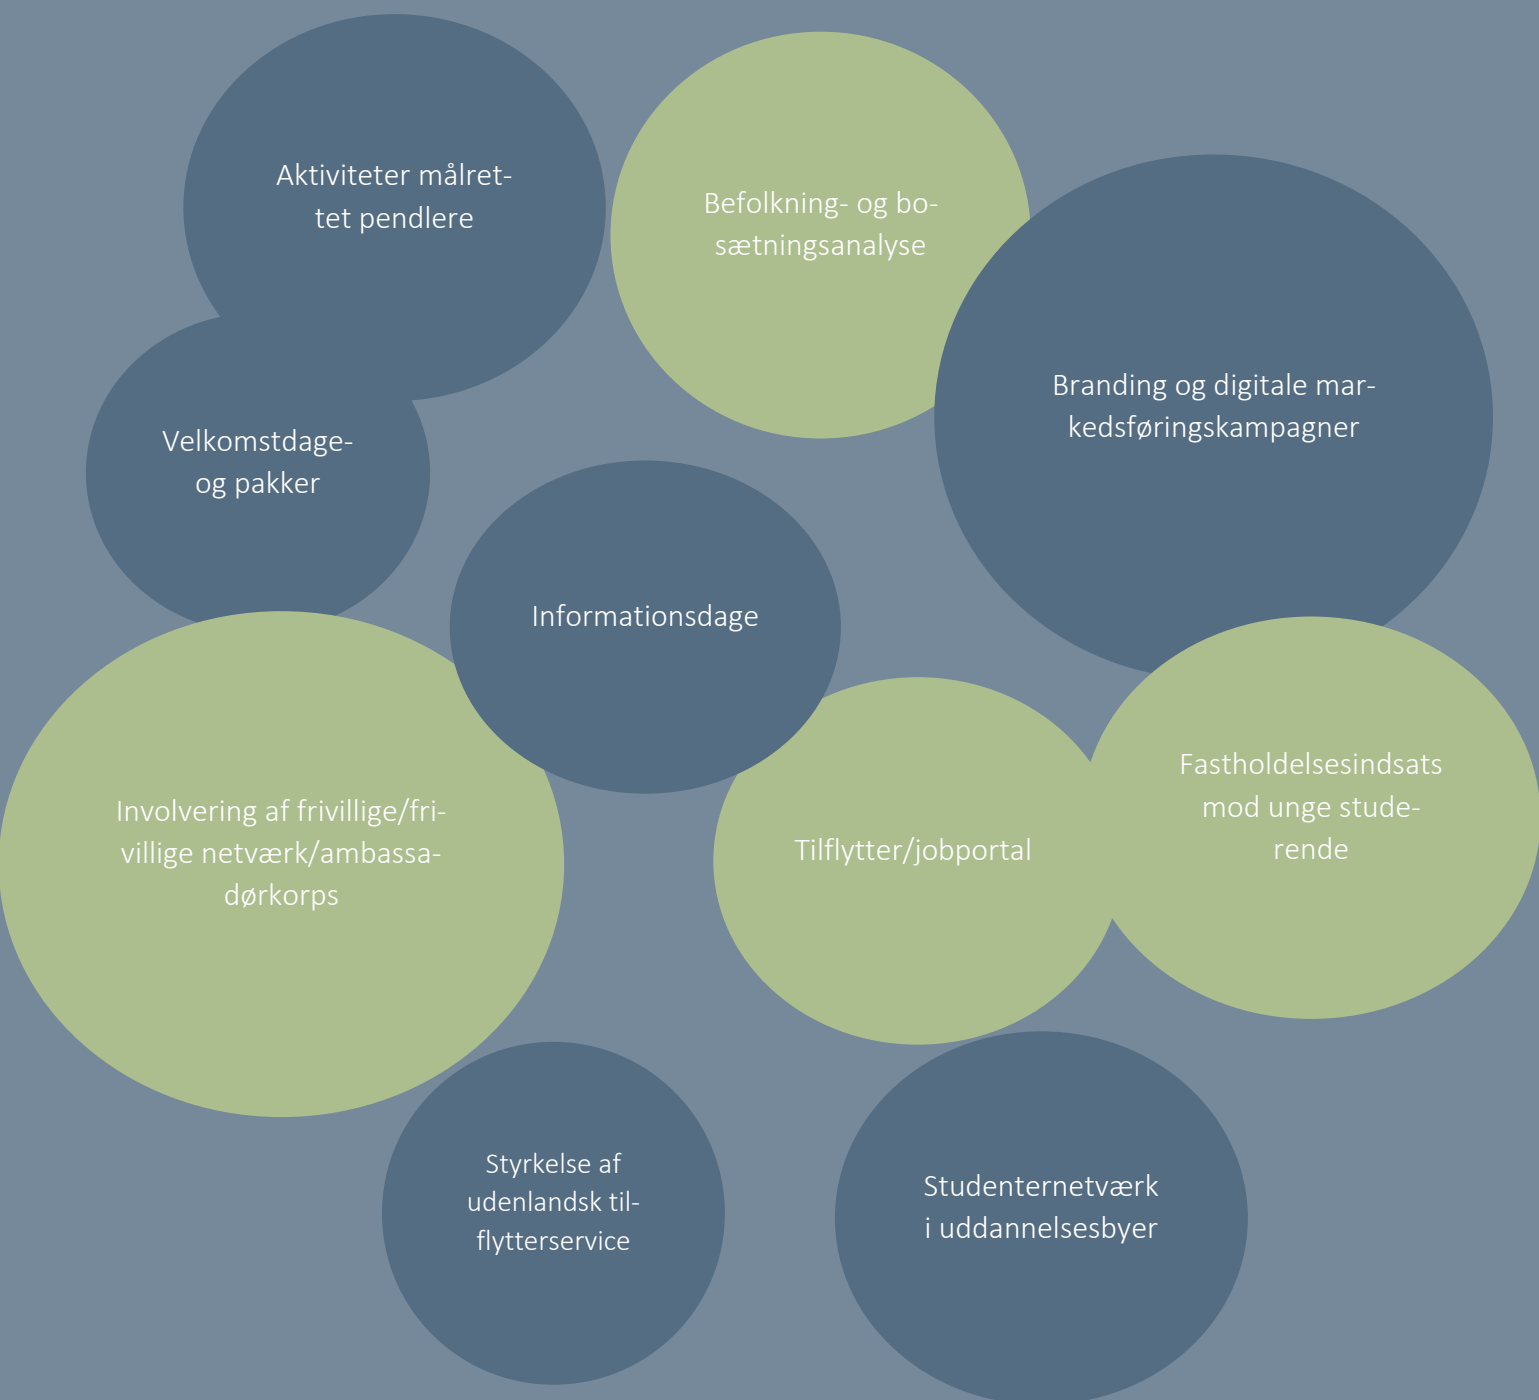 Aktiviteter målret-
tet pendlere
Befolkning- og bo-
sætningsanalyse
Branding og digitale mar-
kedsføringskampagner
Velkomstdage-
og pakker
Informationsdage
Involvering af frivillige/fri-
villige netværk/ambassa-
dørkorps
Tilflytter/jobportal
Fastholdelsesindsats
mod unge stude-
rende
Styrkelse af
udenlandsk til-
flytterservice
Studenternetværk
i uddannelsesbyer